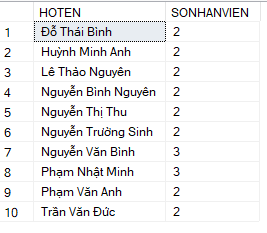 HOTEN SONHANVIEN
1 Đỗ Thái Bình 2
2 Huỳnh Minh Anh 2
3 Lê Thảo Nguyên 2
4 Nguyễn Bình Nguyên 2
5 Nguyễn Thị Thu 2
6 Nguyễn Trường Sinh 2
7 Nguyễn Văn Bình 3
8 Phạm Nhật Minh 3
9 Phạm Văn Anh 2
10 Trần Văn Đức 2